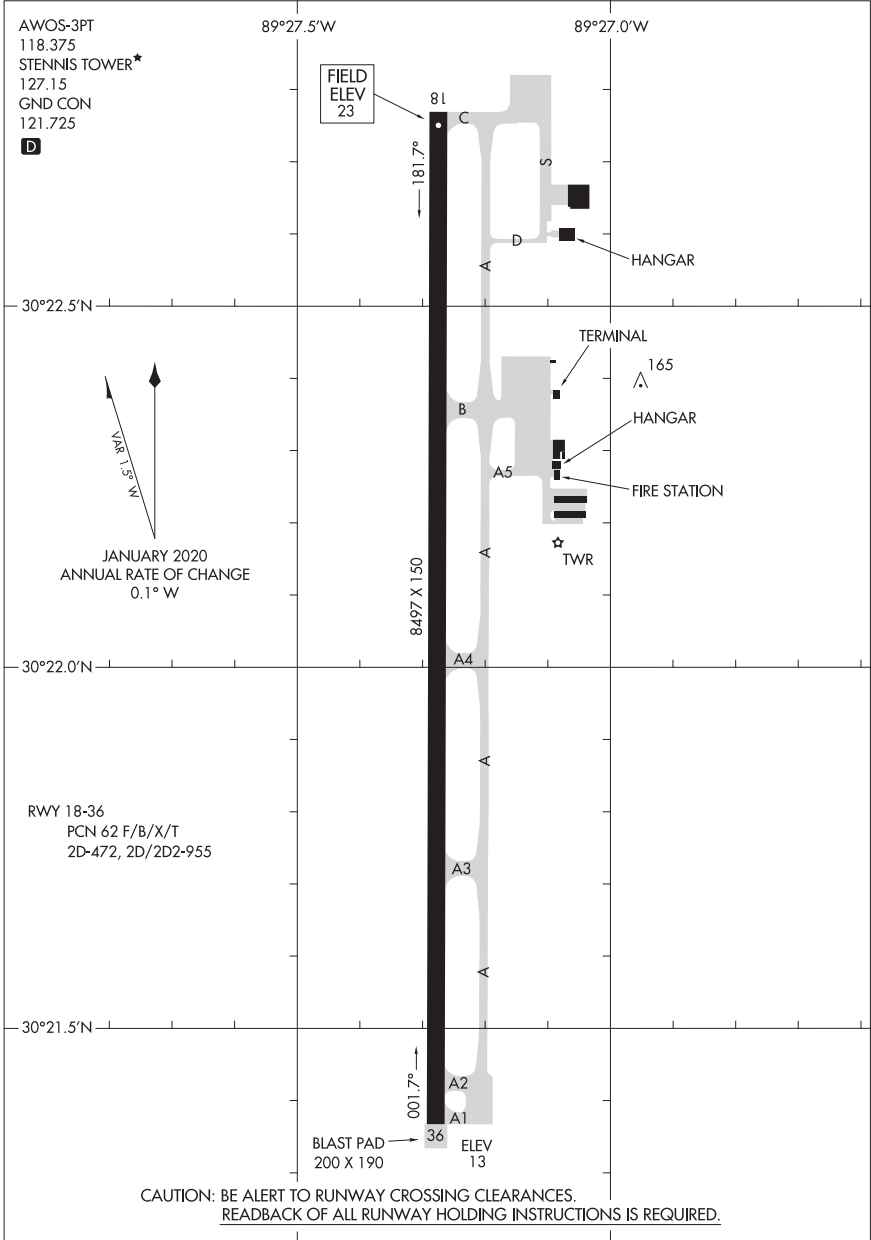 AWOS-3PT
118.375
STENNIS TOWER★
127.15
GND CON
121.725
D
89°27.5'W
89°27.0'W
FIELD
ELEV
23
18
C
181.7°
S
D
HANGAR
A
30°22.5'N
TERMINAL
165
B
HANGAR
A5
FIRE STATION
VAR 1.5° W
JANUARY 2020
ANNUAL RATE OF CHANGE
0.1° W
A
TWR
8497 X 150
A4
30°22.0'N
A
RWY 18-36
PCN 62 F/B/X/T
2D-472, 2D/2D2-955
A3
A
30°21.5'N
001.7°
A2
A1
36
BLAST PAD
200 X 190
ELEV
13
CAUTION: BE ALERT TO RUNWAY CROSSING CLEARANCES.
READBACK OF ALL RUNWAY HOLDING INSTRUCTIONS IS REQUIRED.